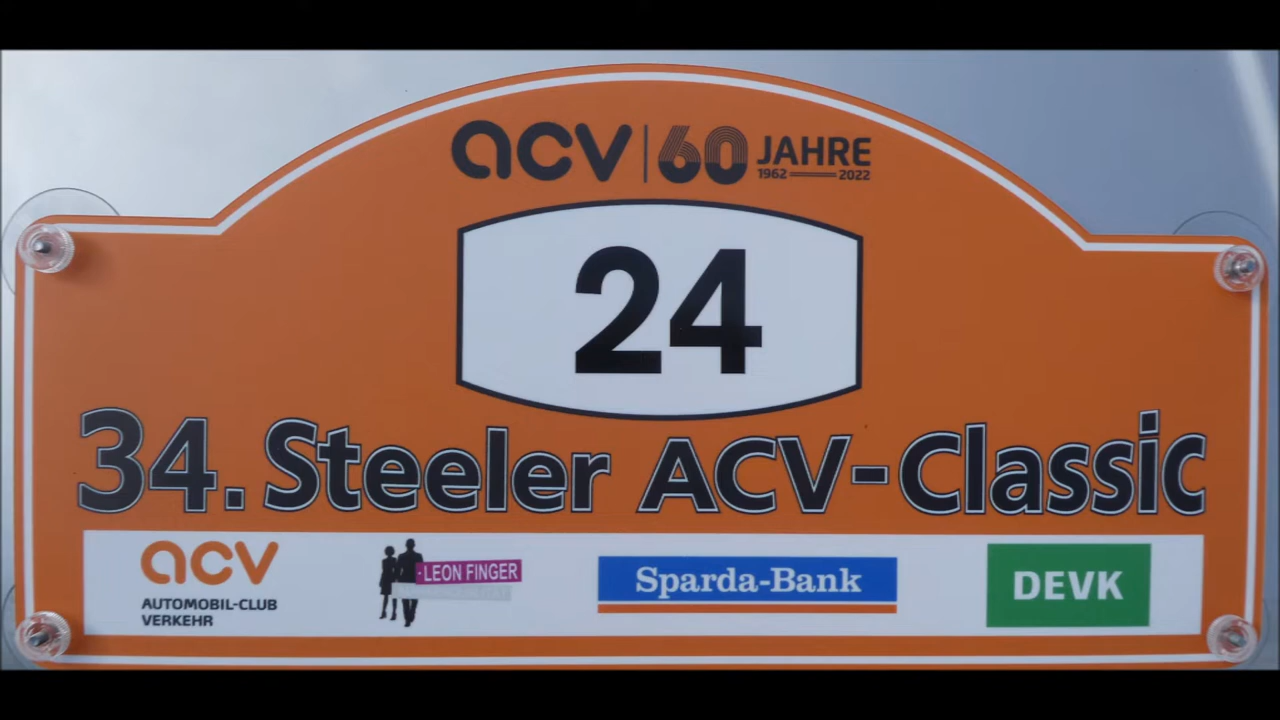 acv | 60 JAHRE
1962 2022
24
34. Steeler ACV-Classic
acv
AUTOMOBIL-CLUB
VERKEHR
LEON FINGER
Sparda-Bank
DEVK